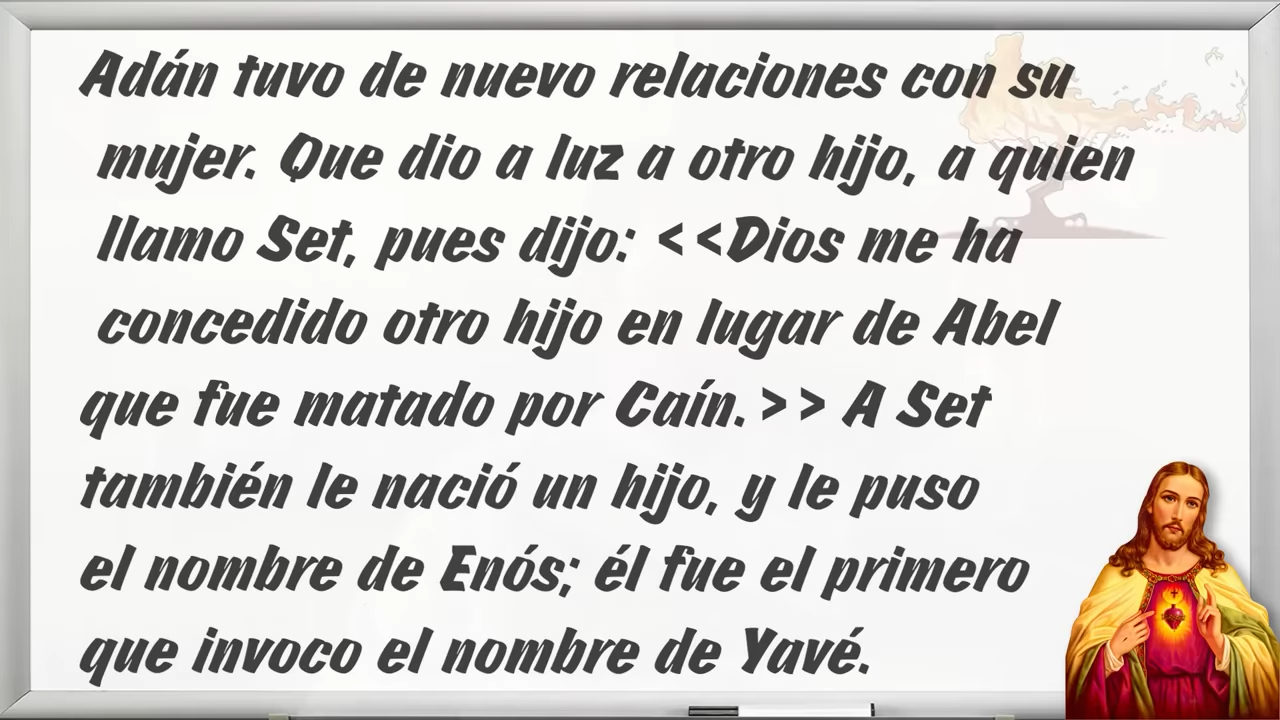 Adán tuvo de nuevo relaciones con su
mujer. Que dio a luz a otro hijo, a quien
llamo Set, pues dijo: <<Dios me ha
concedido otro hijo en lugar de Abel
que fue matado por Caín.>> A Set
también le nació un hijo, y le puso
el nombre de Enós; él fue el primero
que invoco el nombre de Yavé.